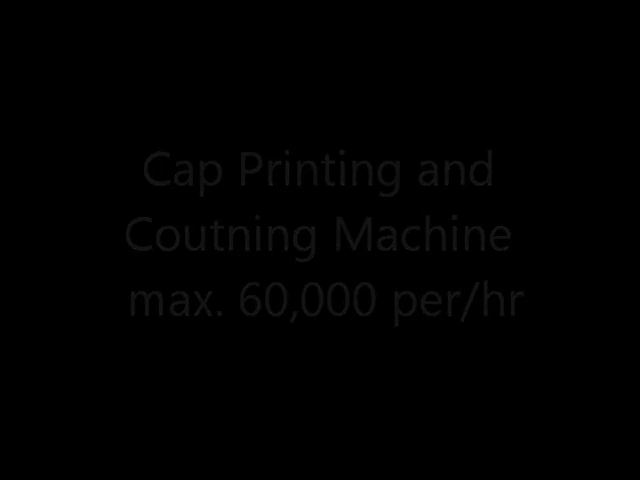 Cap Printing and
Coutning Machine
max. 60,000 per/hr